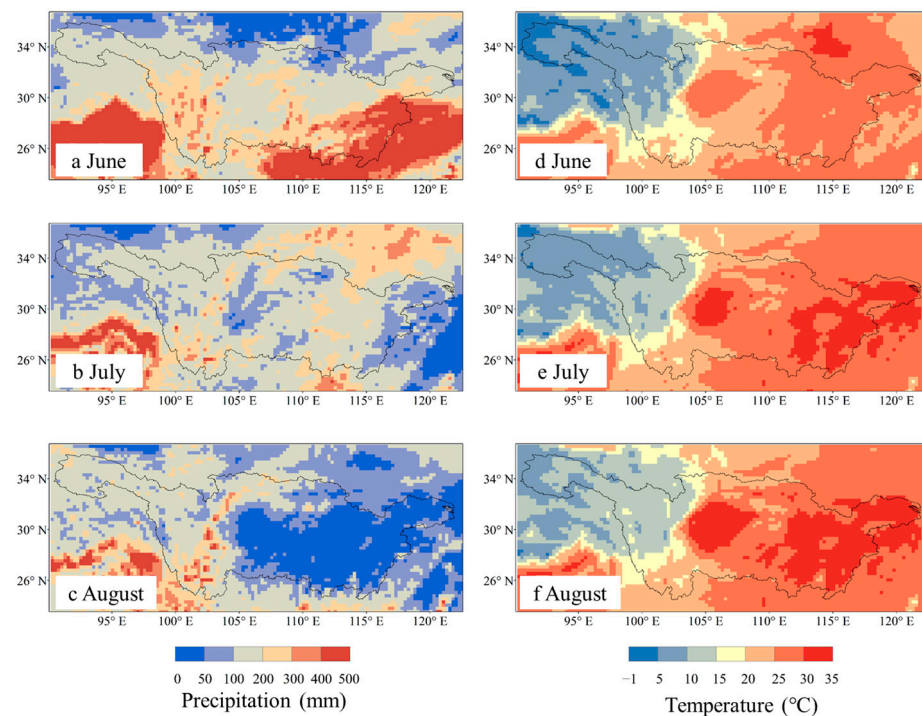 34° N
30° N
26° N
a June
95° E 100° E 105° E 110° E 115° E 120° E
34° N
30° N
26° N
d June
95° E 100° E 105° E 110° E 115° E 120° E
34° N
30° N
26° N
b July
95° E 100° E 105° E 110° E 115° E 120° E
34° N
30° N
26° N
e July
95° E 100° E 105° E 110° E 115° E 120° E
34° N
30° N
26° N
c August
95° E 100° E 105° E 110° E 115° E 120° E
34° N
30° N
26° N
f August
95° E 100° E 105° E 110° E 115° E 120° E
0 50 100 200 300 400 500
Precipitation (mm)
−1 5 10 15 20 25 30 35
Temperature (°C)